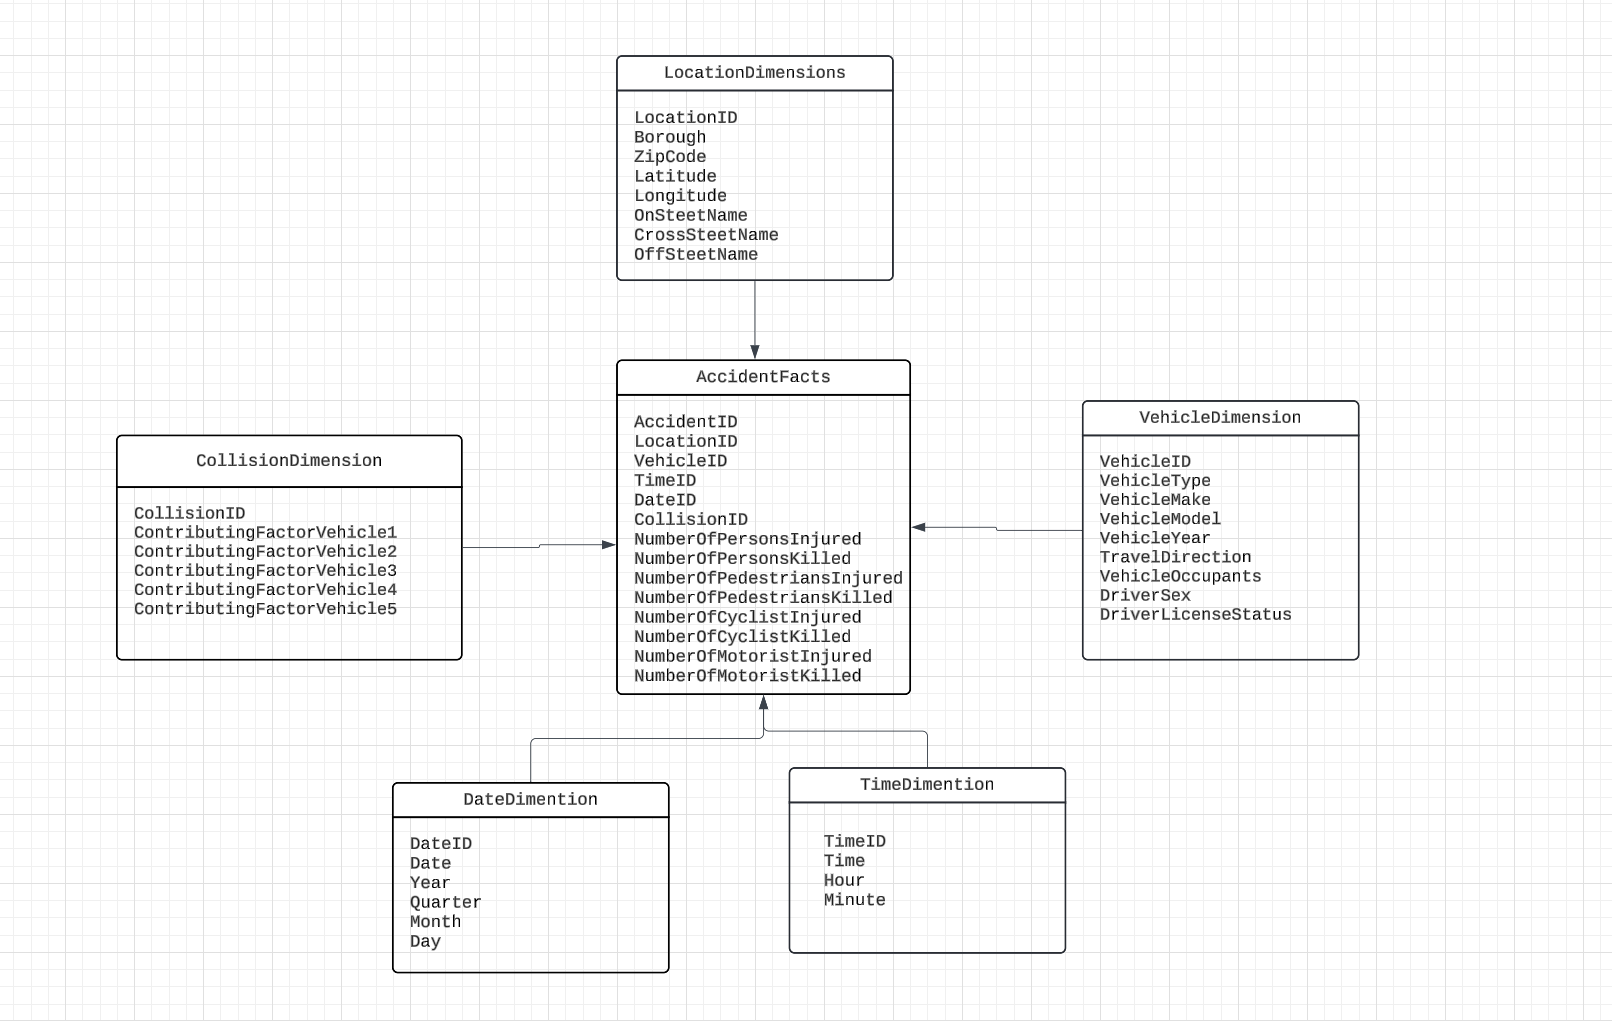 LocationDimensions
LocationID
Borough
ZipCode
Latitude
Longitude
OnSteetName
CrossSteetName
OffSteetName
AccidentFacts
AccidentID
LocationID
VehicleID
TimeID
DateID
CollisionID
NumberOfPersonsInjured
NumberOfPersonsKilled
NumberOfPedestriansInjured
NumberOfPedestriansKilled
NumberOfCyclistInjured
NumberOfCyclistKilled
NumberOfMotoristInjured
NumberOfMotoristKilled
VehicleDimension
VehicleID
VehicleType
VehicleMake
VehicleModel
VehicleYear
TravelDirection
VehicleOccupants
DriverSex
DriverLicenseStatus
CollisionDimension
CollisionID
ContributingFactorVehicle1
ContributingFactorVehicle2
ContributingFactorVehicle3
ContributingFactorVehicle4
ContributingFactorVehicle5
DateDimention
DateID
Date
Year
Quarter
Month
Day
TimeDimention
TimeID
Time
Hour
Minute